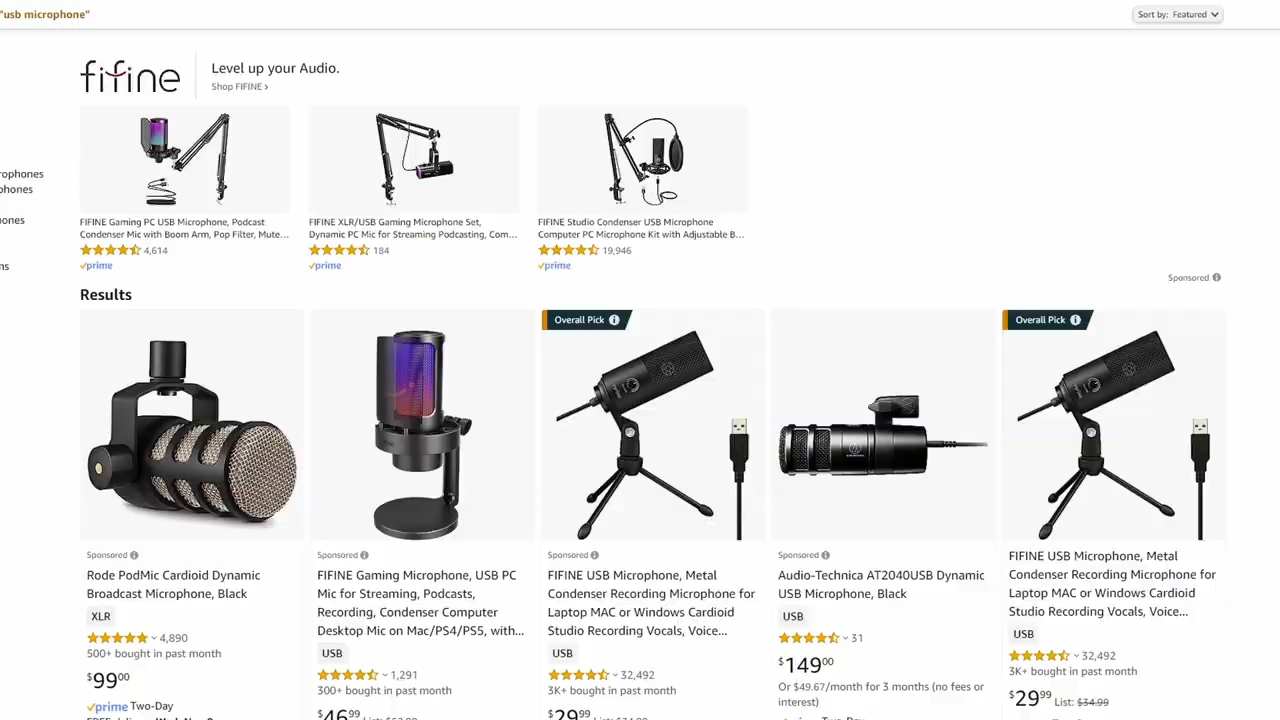 "usb microphone"
Sort by: Featured
fifine
Level up your Audio.
Shop FIFINE ›
FIFINE Gaming PC USB Microphone, Podcast
Condenser Mic with Boom Arm, Pop Filter, Mute...
4,614
prime
FIFINE XLR/USB Gaming Microphone Set,
Dynamic PC Mic for Streaming Podcasting, Com...
184
prime
FIFINE Studio Condenser USB Microphone
Computer PC Microphone Kit with Adjustable B...
19,946
prime
rophones
phones
ones
ns
Sponsored
Results
Overall Pick
Overall Pick
Sponsored
Rode PodMic Cardioid Dynamic
Broadcast Microphone, Black
XLR
4,890
500+ bought in past month
$9900
prime Two-Day
Sponsored
FIFINE Gaming Microphone, USB PC
Mic for Streaming, Podcasts,
Recording, Condenser Computer
Desktop Mic on Mac/PS4/PS5, with...
USB
1,291
300+ bought in past month
$4699
Sponsored
FIFINE USB Microphone, Metal
Condenser Recording Microphone for
Laptop MAC or Windows Cardioid
Studio Recording Vocals, Voice...
USB
32,492
3K+ bought in past month
$2999
Sponsored
Audio-Technica AT2040USB Dynamic
USB Microphone, Black
USB
31
$14900
Or $49.67/month for 3 months (no fees or
interest)
FIFINE USB Microphone, Metal
Condenser Recording Microphone for
Laptop MAC or Windows Cardioid
Studio Recording Vocals, Voice...
USB
32,492
3K+ bought in past month
$2999 List: $34.99